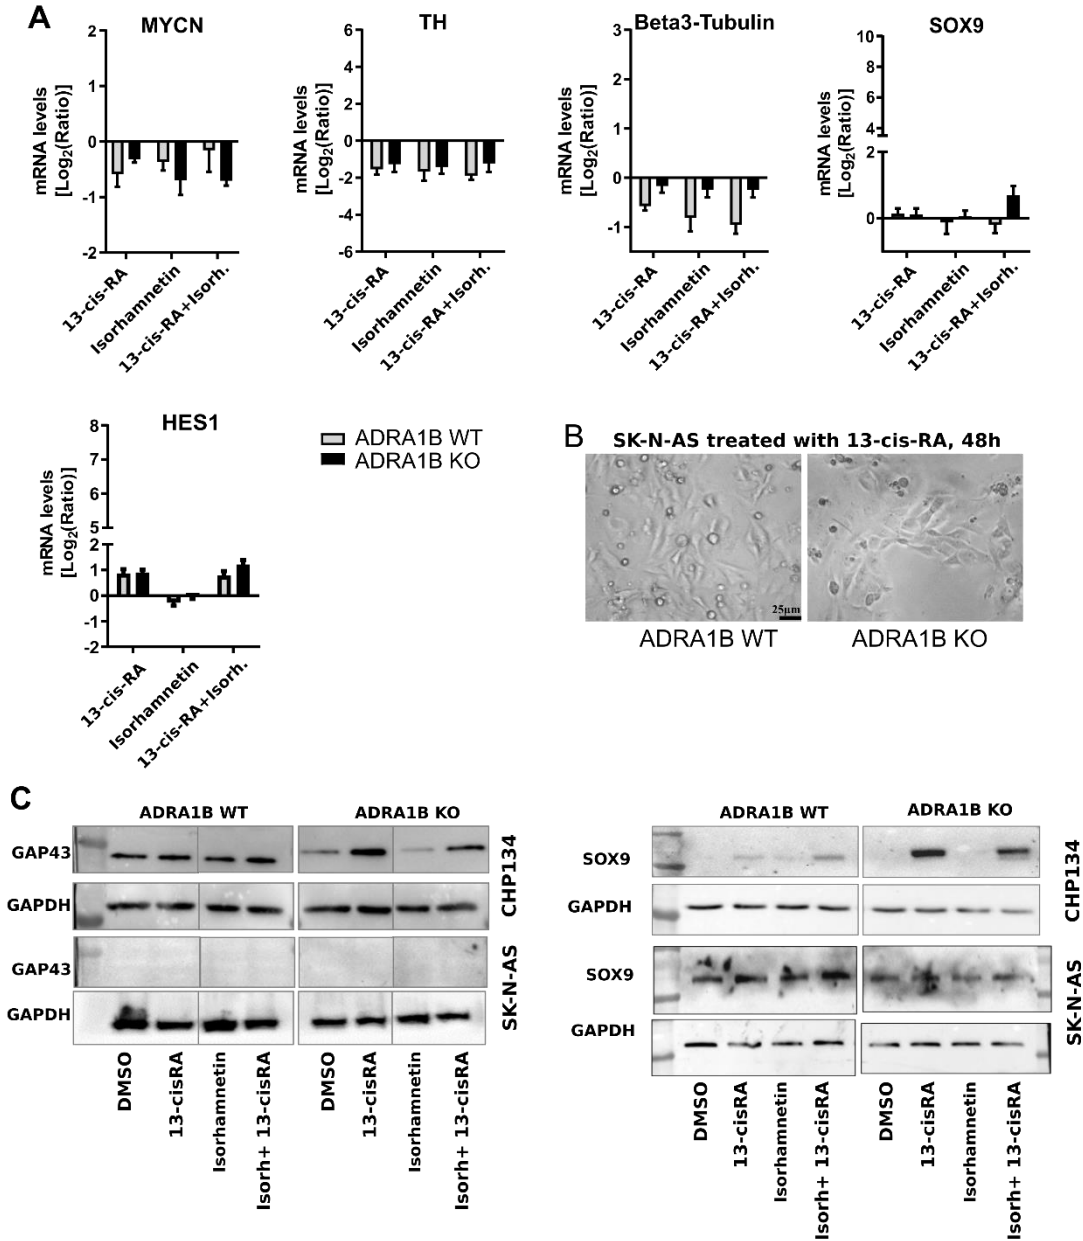 A
MYCN
mRNA levels
[Log2(Ratio)]
2
1
0
-1
-2
13-cis-RA
Isorhamnetin
13-cis-RA+Isorh.
TH
mRNA levels
[Log2(Ratio)]
6
4
2
0
-2
-4
-6
13-cis-RA
Isorhamnetin
13-cis-RA+Isorh.
Beta3-Tubulin
mRNA levels
[Log2(Ratio)]
3
2
1
0
-1
13-cis-RA
Isorhamnetin
13-cis-RA+Isorh.
SOX9
mRNA levels
[Log2(Ratio)]
10
8
6
4
2
0
13-cis-RA
Isorhamnetin
13-cis-RA+Isorh.
HES1
mRNA levels
[Log2(Ratio)]
8
7
6
5
2
1
0
-1
-2
13-cis-RA
Isorhamnetin
13-cis-RA+Isorh.
ADRA1B WT
ADRA1B KO
B
SK-N-AS treated with 13-cis-RA, 48h
25µm
ADRA1B WT
ADRA1B KO
C
ADRA1B WT
ADRA1B KO
GAP43
GAPDH
CHP134
GAP43
GAPDH
SK-N-AS
DMSO
13-cisRA
Isorhamnetin
Isorh+ 13-cisRA
DMSO
13-cisRA
Isorhamnetin
Isorh+ 13-cisRA
ADRA1B WT
ADRA1B KO
SOX9
GAPDH
CHP134
SOX9
GAPDH
SK-N-AS
DMSO
13-cisRA
Isorhamnetin
Isorh+ 13-cisRA
DMSO
13-cisRA
Isorhamnetin
Isorh+ 13-cisRA